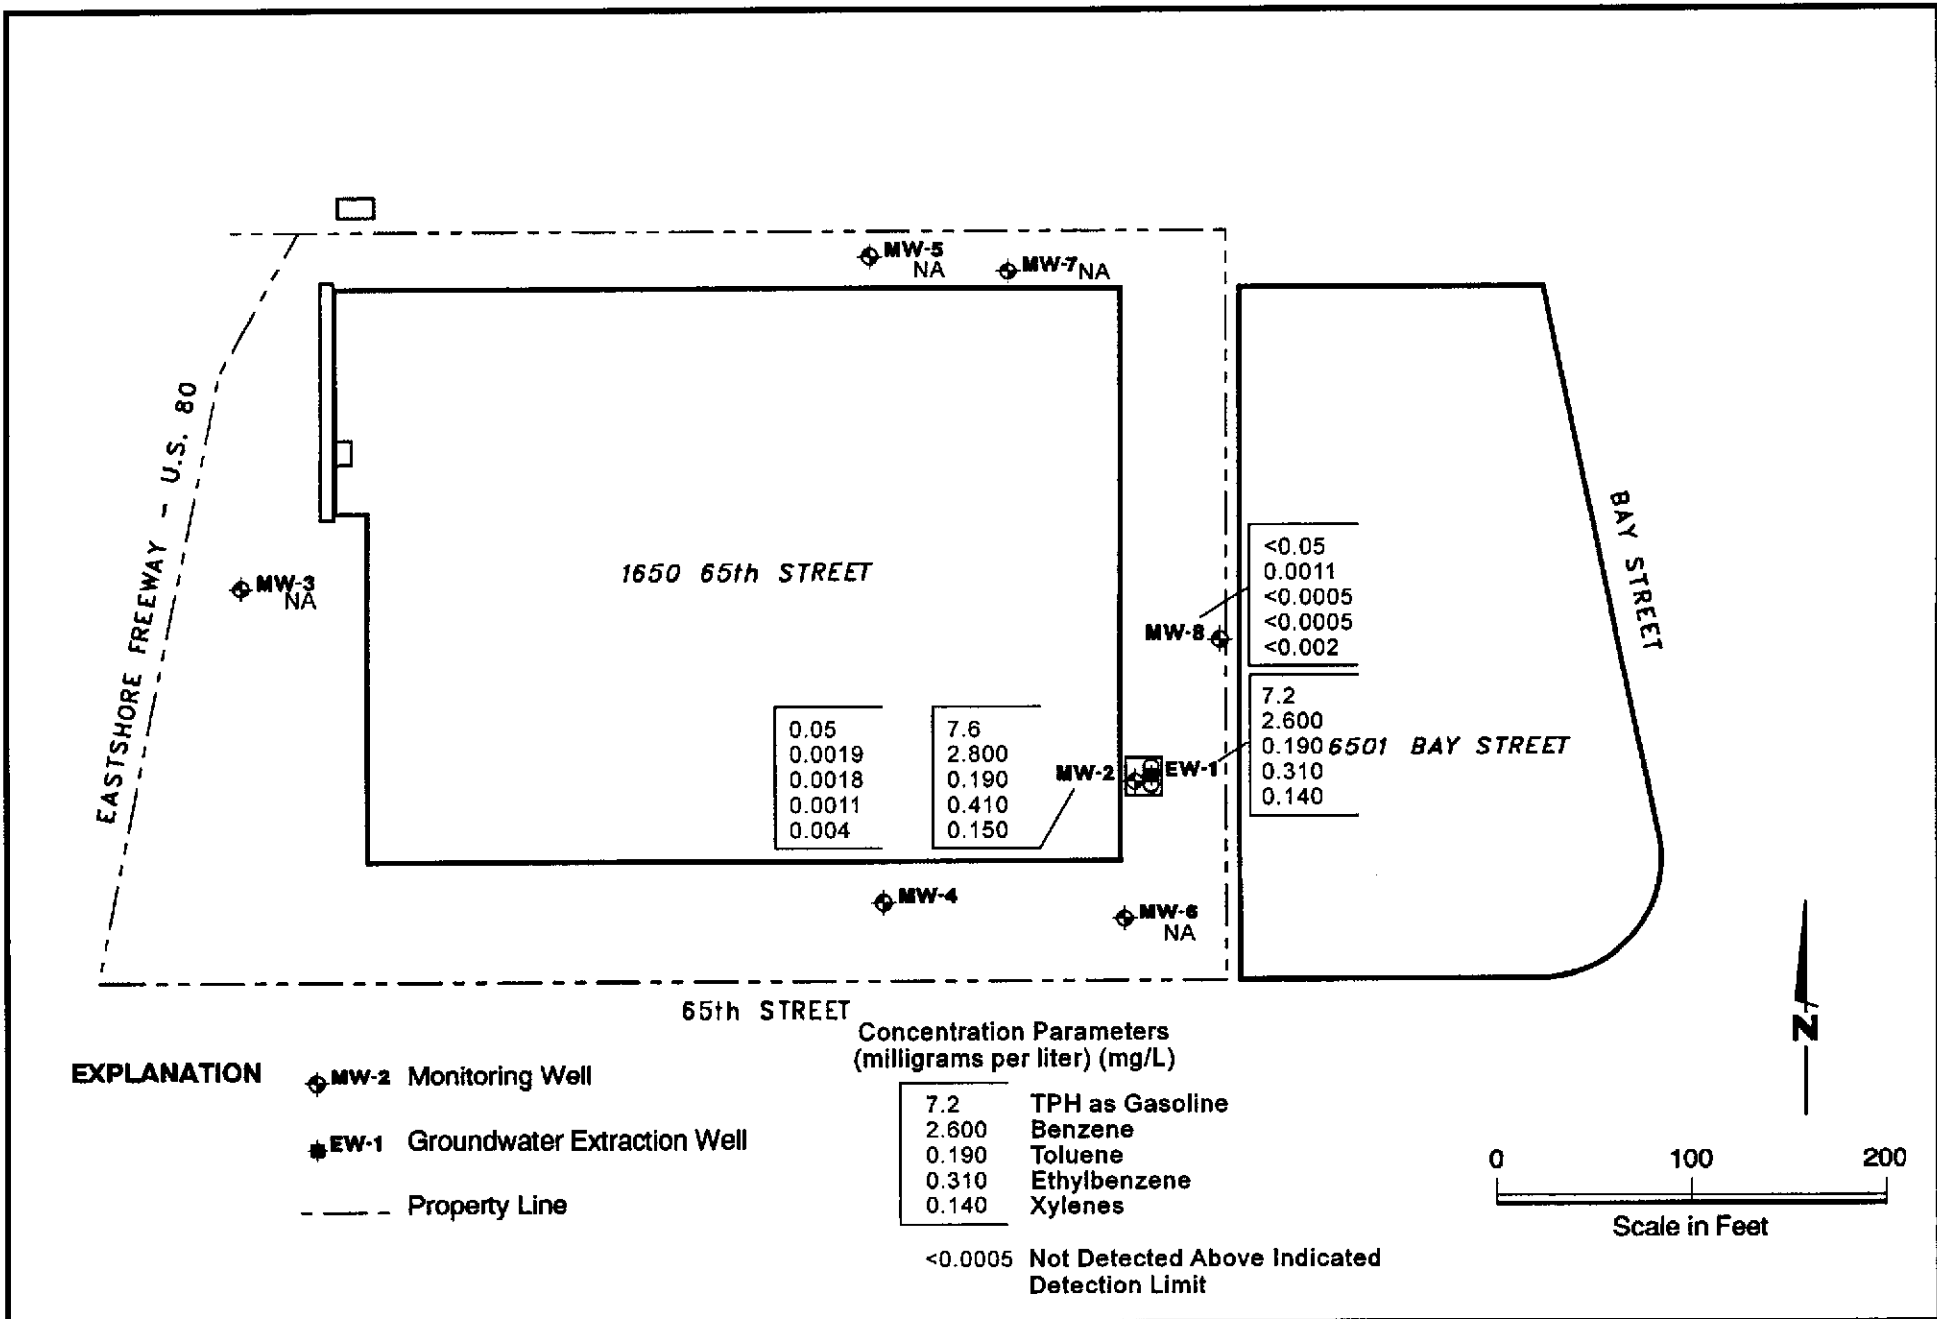 MW-5
NA
MW-7 NA
EASTSHORE FREEWAY - U.S. 80
MW-3
NA
1650 65th STREET
BAY STREET
<0.05
0.0011
<0.0005
<0.0005
<0.002
MW-8
7.2
2.600
0.190
0.310
0.140
6501 BAY STREET
0.05
0.0019
0.0018
0.0011
0.004
7.6
2.800
0.190
0.410
0.150
MW-2
EW-1
MW-4
MW-6
NA
65th STREET
N
EXPLANATION
MW-2 Monitoring Well
EW-1 Groundwater Extraction Well
Property Line
Concentration Parameters
(milligrams per liter) (mg/L)
7.2 TPH as Gasoline
2.600 Benzene
0.190 Toluene
0.310 Ethylbenzene
0.140 Xylenes
<0.0005 Not Detected Above Indicated
Detection Limit
0 100 200
Scale in Feet